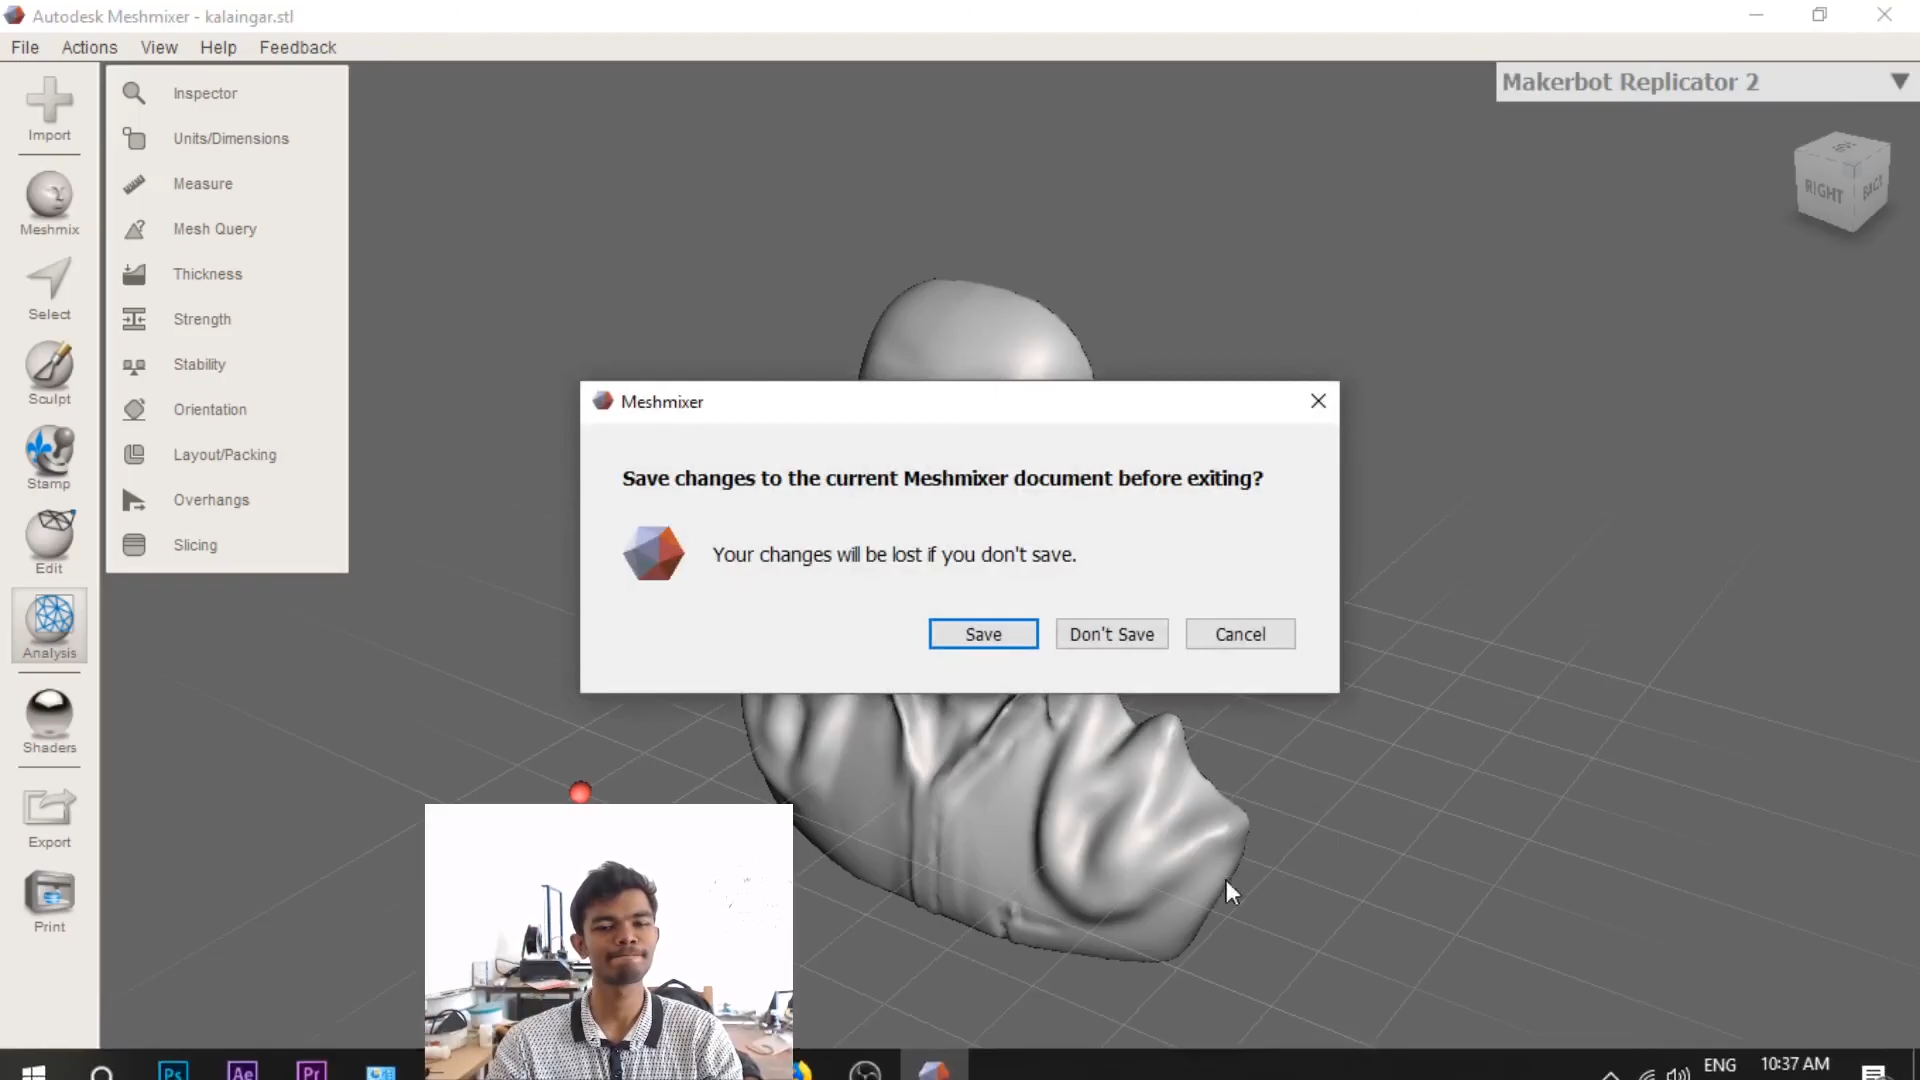 Autodesk Meshmixer - kalaingar.stl
File Actions View Help Feedback
Makerbot Replicator 2
Import
Meshmix
Select
Sculpt
Stamp
Edit
Analysis
Shaders
Export
Print
Inspector
Units/Dimensions
Measure
Mesh Query
Thickness
Strength
Stability
Orientation
Layout/Packing
Overhangs
Slicing
RIGHT BACK
Meshmixer
Save changes to the current Meshmixer document before exiting?
Your changes will be lost if you don't save.
Save Don't Save Cancel
Ps Ae Pr
ENG 10:37 AM